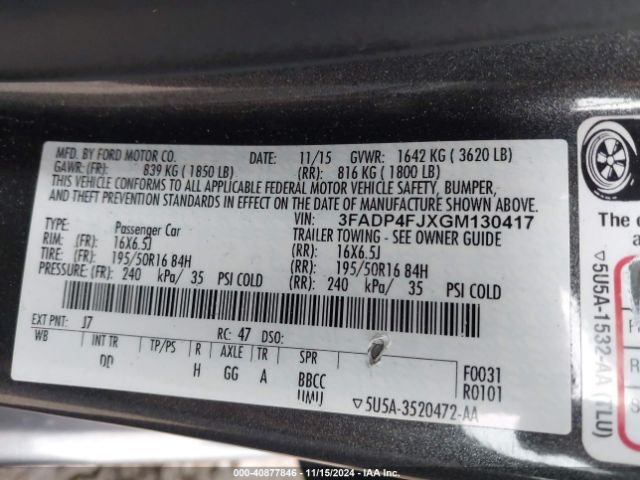 MFD. BY FORD MOTOR CO. DATE: 11/15 GVWR: 1642 KG ( 3620 LB)
GAWR: (FR): 839 KG ( 1850 LB) (RR): 816 KG ( 1800 LB)
THIS VEHICLE CONFORMS TO ALL APPLICABLE FEDERAL MOTOR VEHICLE SAFETY, BUMPER,
AND THEFT PREVENTION STANDARDS IN EFFECT ON THE DATE OF MANUFACTURE SHOWN ABOVE.
VIN: 3FADP4FJXGM130417
TYPE: Passenger Car TRAILER TOWING - SEE OWNER GUIDE
RIM: (FR): 16X6.5J (RR): 16X6.5J
TIRE: (FR): 195/50R16 84H (RR): 195/50R16 84H
PRESSURE: (FR): 240 kPa/ 35 PSI COLD (RR): 240 kPa/ 35 PSI COLD
EXT PNT: J7 RC: 47 DSO:
WB INT TR TP/PS R AXLE TR SPR
DD H GG A BBCC
F0031
R0101
▽5U5A-3520472-AA
The
▽5U5A-1532-AA (TLU)
000-40877846 - 11/15/2024 - IAA Inc.